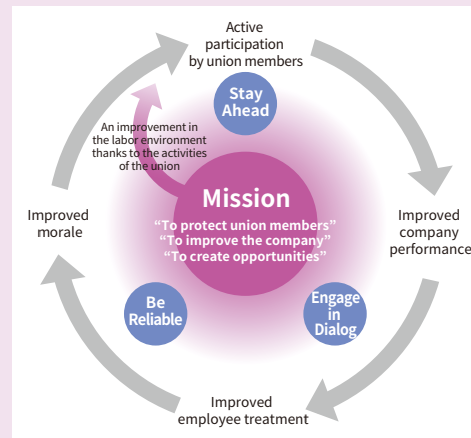 Active
participation
by union members
Stay
Ahead
An improvement in
the labor environment
thanks to the activities
of the union
Mission
“To protect union members”
“To improve the company”
“To create opportunities”
Improved
morale
Improved
company
performance
Be
Reliable
Engage
in
Dialog
Improved
employee treatment